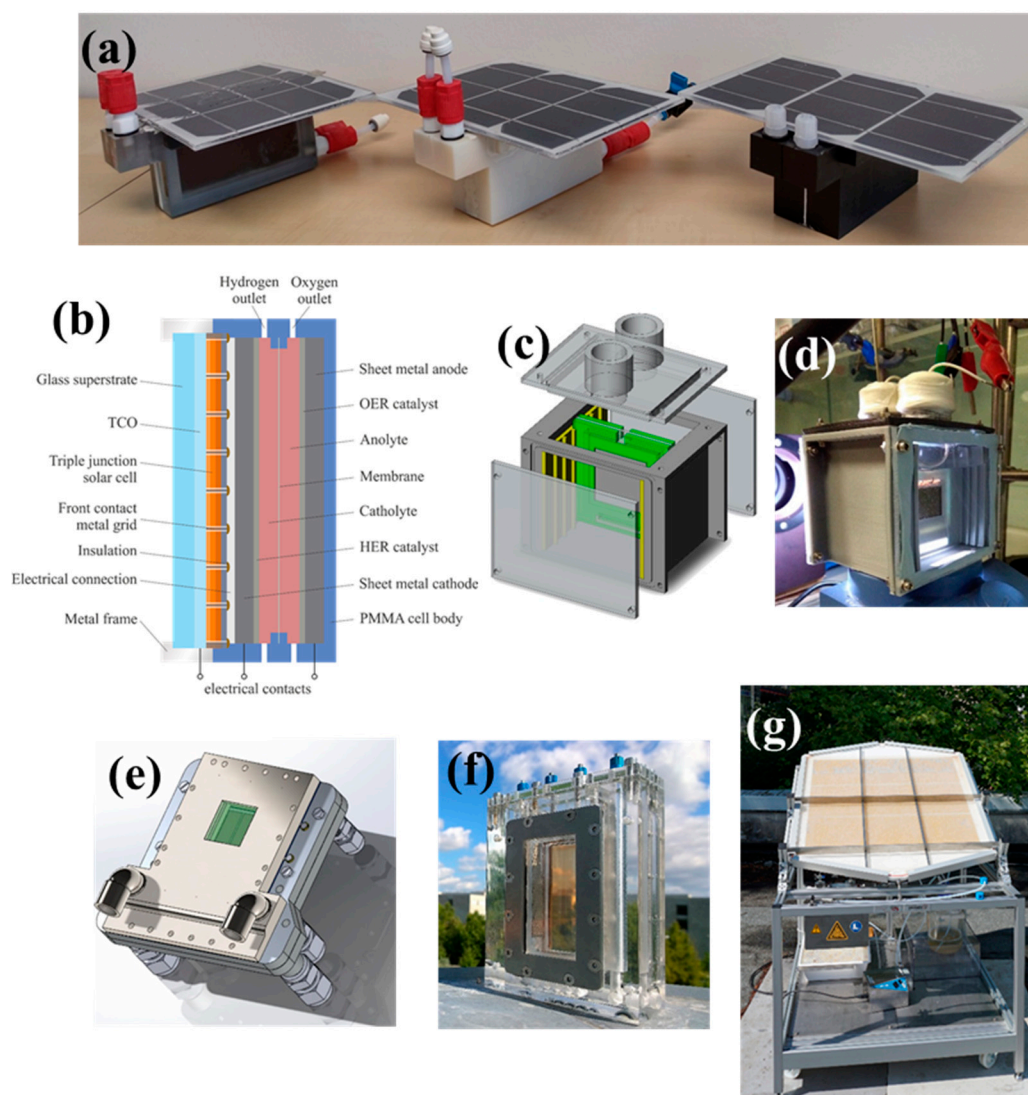 (a)
(b)
Hydrogen
outlet
Oxygen
outlet
Glass superstrate
TCO
Triple junction
solar cell
Front contact
metal grid
Insulation
Electrical connection
Metal frame
Sheet metal anode
OER catalyst
Anolyte
Membrane
Catholyte
HER catalyst
Sheet metal cathode
PMMA cell body
electrical contacts
(c)
(d)
(e)
(f)
(g)